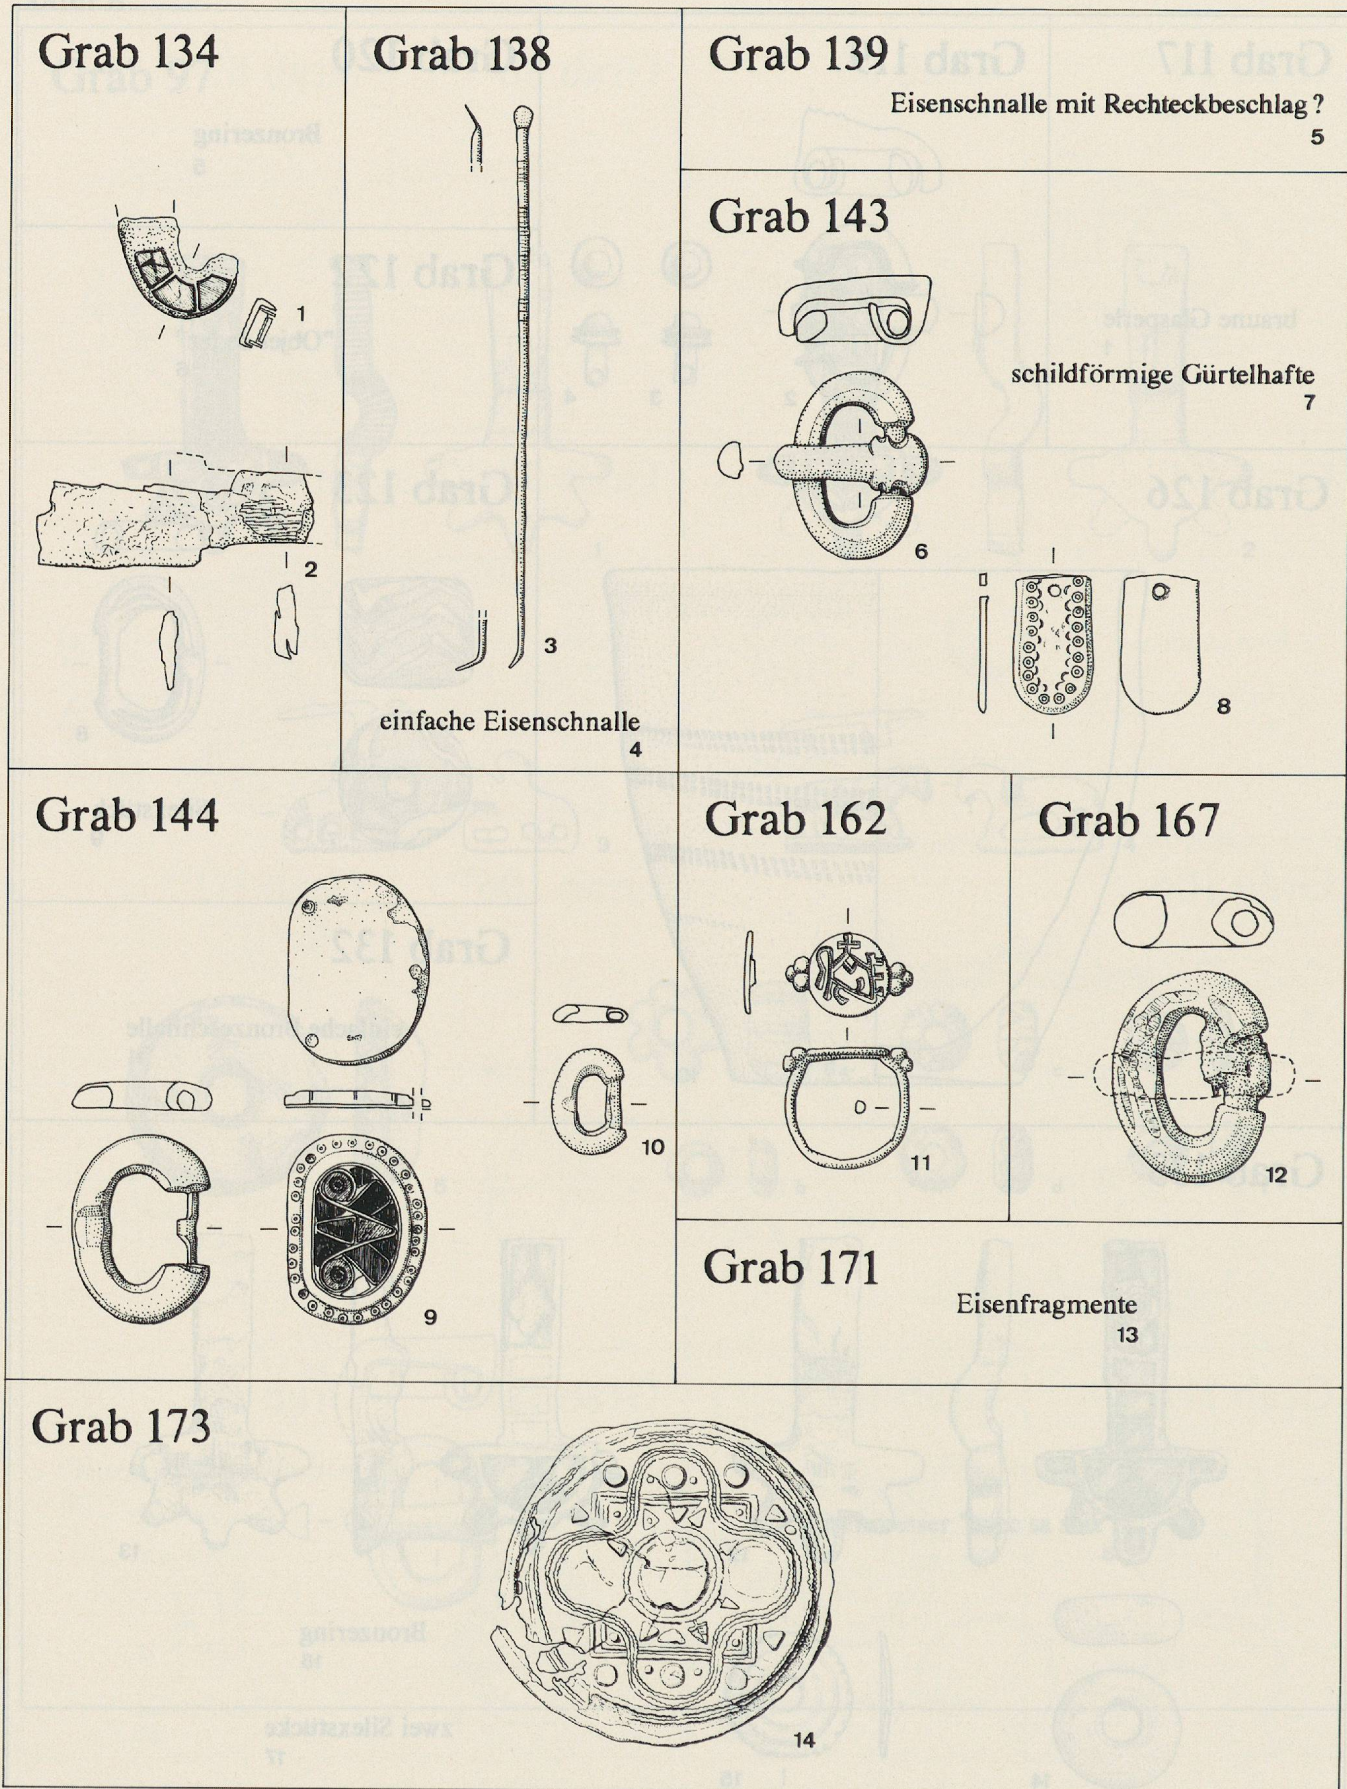 Grab 134
1
2
Grab 138
3
einfache Eisenschnalle
4
Grab 139
Eisenschnalle mit Rechteckbeschlag ?
5
Grab 143
schildförmige Gürtelhafte
7
6
8
Grab 144
10
9
Grab 162
11
Grab 167
12
Grab 171
Eisenfragmente
13
Grab 173
14